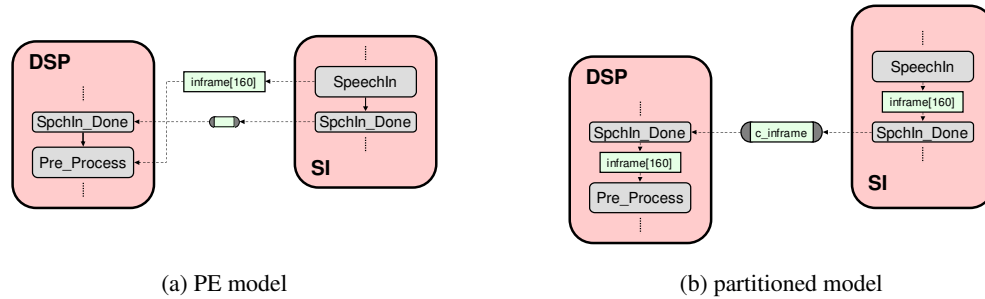 DSP
SpchIn_Done
Pre_Process
inframe[160]
SI
SpeechIn
SpchIn_Done
(a) PE model
DSP
SpchIn_Done
inframe[160]
Pre_Process
c_inframe
SpeechIn
inframe[160]
SpchIn_Done
SI
(b) partitioned model